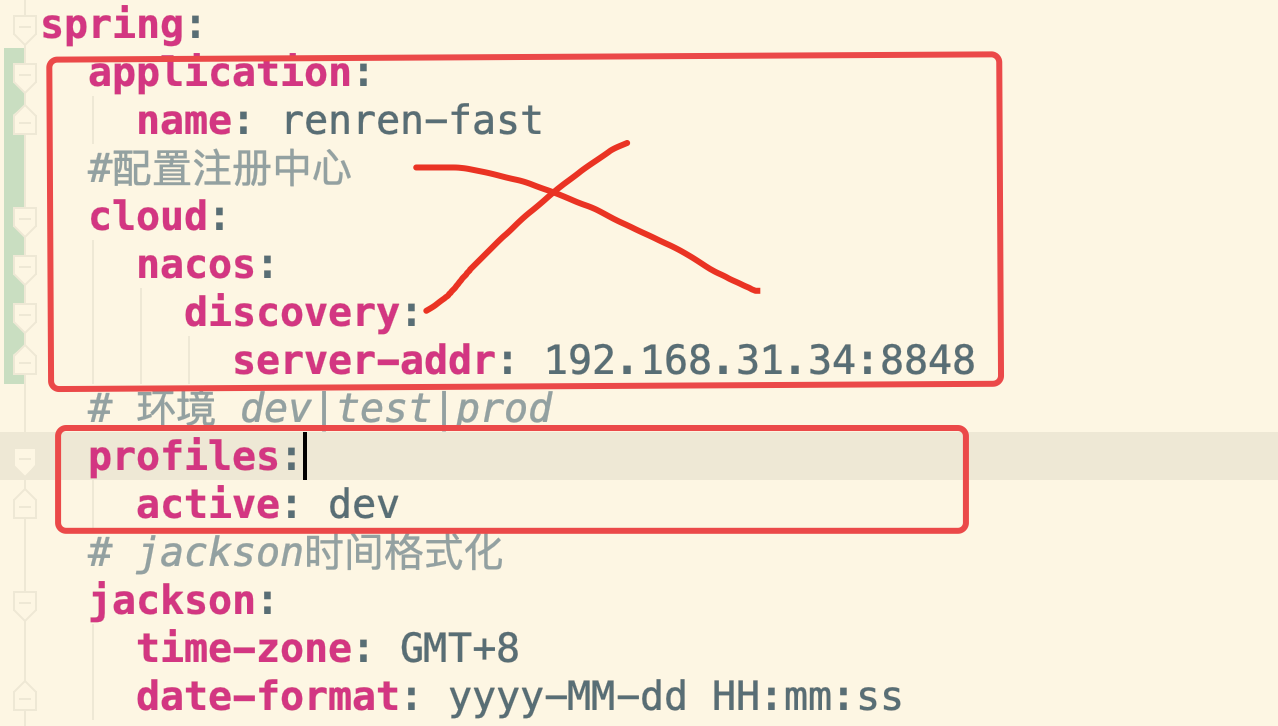 spring:
application:
name: renren-fast
#配置注册中心
cloud:
nacos:
discovery:
server-addr: 192.168.31.34:8848
# 环境 dev|test|prod
profiles:
active: dev
# jackson时间格式化
jackson:
time-zone: GMT+8
date-format: yyyy-MM-dd HH:mm:ss